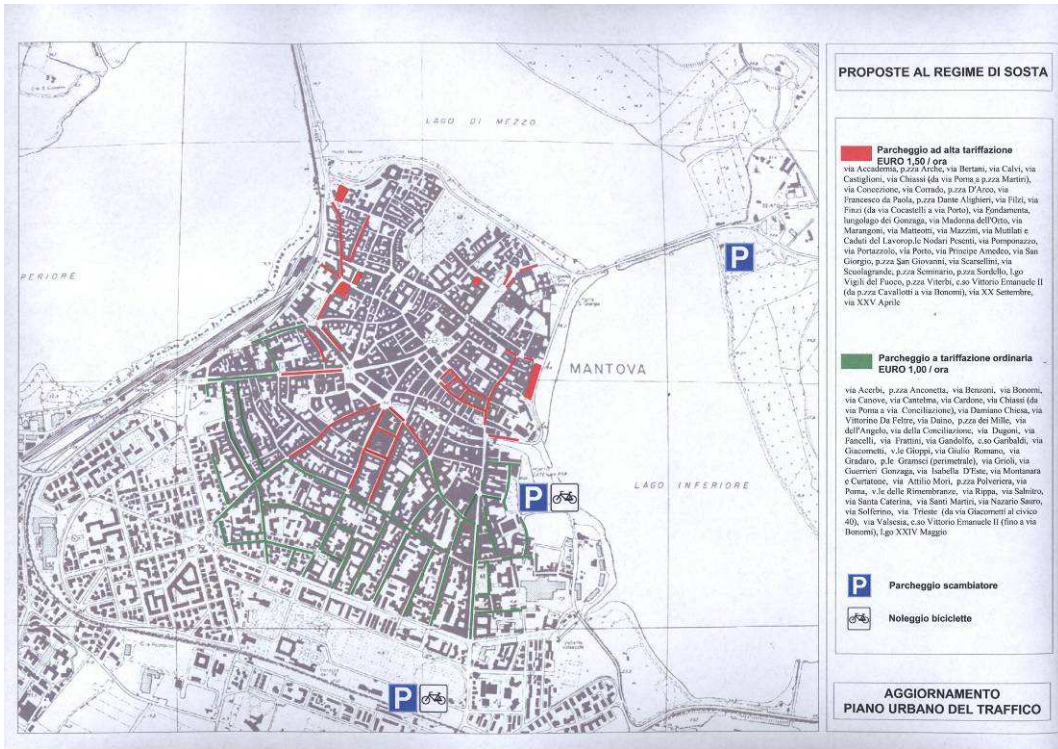 LAGO DI MEZZO
PERIORE
MANTOVA
LAGO INFERIORE
P
P
P
PROPOSTE AL REGIME DI SOSTA
Parcheggio ad alta tariffazione
EURO 1,50 / ora
via Accademia, p.zza Arche, via Bertani, via Calvi, via
Castiglioni, via Chiassi (da via Poma a p.zza Martiri),
via Concezione, via Corrado, p.zza D'Arco, via
Francesco da Paola, p.zza Dante Alighieri, via Filzi, via
Finzi (da via Cocastelli a via Porto), via Fondamenta,
lungolago dei Gonzaga, via Madonna dell'Orto, via
Marangoni, via Matteotti, via Mazzini, via Mutilati e
Caduti del Lavorop.le Nodari Pesenti, via Pomponazzo,
via Portazzolo, via Porto, via Principe Amedeo, via San
Giorgio, p.zza San Giovanni, via Scarsellini, via
Scuolagrande, p.zza Seminario, p.zza Sordello, l.go
Vigili del Fuoco, p.zza Viterbi, c.so Vittorio Emanuele II
(da p.zza Cavallotti a via Bonomi), via XX Settembre,
via XXV Aprile
Parcheggio a tariffazione ordinaria
EURO 1,00 / ora
via Acerbi, p.zza Anconetta, via Benzoni, via Bonomi,
via Canove, via Cantelma, via Cardone, via Chiassi (da
via Poma a via Conciliazione), via Damiano Chiesa, via
Vittorino Da Feltre, via Daino, p.zza dei Mille, via
dell'Angelo, via della Conciliazione, via Dugoni, via
Fancelli, via Frattini, via Gandolfo, c.so Garibaldi, via
Giacometti, v.le Gioppi, via Giulio Romano, via
Gradaro, p.le Gramsci (perimetrale), via Grioli, via
Guerrieri Gonzaga, via Isabella D'Este, via Montanara
e Curtatone, via Attilio Mori, p.zza Polveriera, via
Poma, v.le delle Rimembranze, via Rippa, via Salnitro,
via Santa Caterina, via Santi Martiri, via Nazario Sauro,
via Solferino, via Trieste (da via Giacometti al civico
40), via Valsesia, c.so Vittorio Emanuele II (fino a via
Bonomi), l.go XXIV Maggio
P Parcheggio scambiatore
Noleggio biciclette
AGGIORNAMENTO
PIANO URBANO DEL TRAFFICO